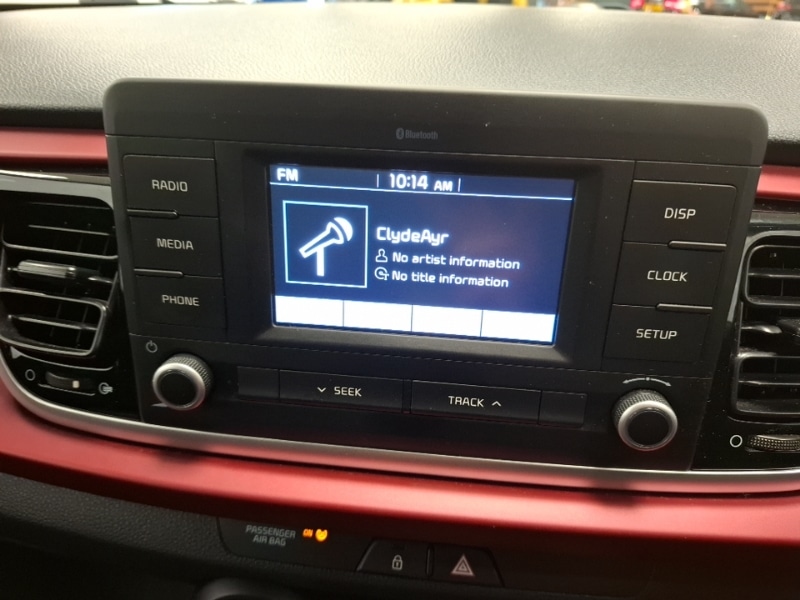 Bluetooth
RADIO
MEDIA
PHONE
FM 10:14 AM
ClydeAyr
No artist information
No title information
DISP
CLOCK
SETUP
SEEK
TRACK
PASSENGER
AIR BAG
ON